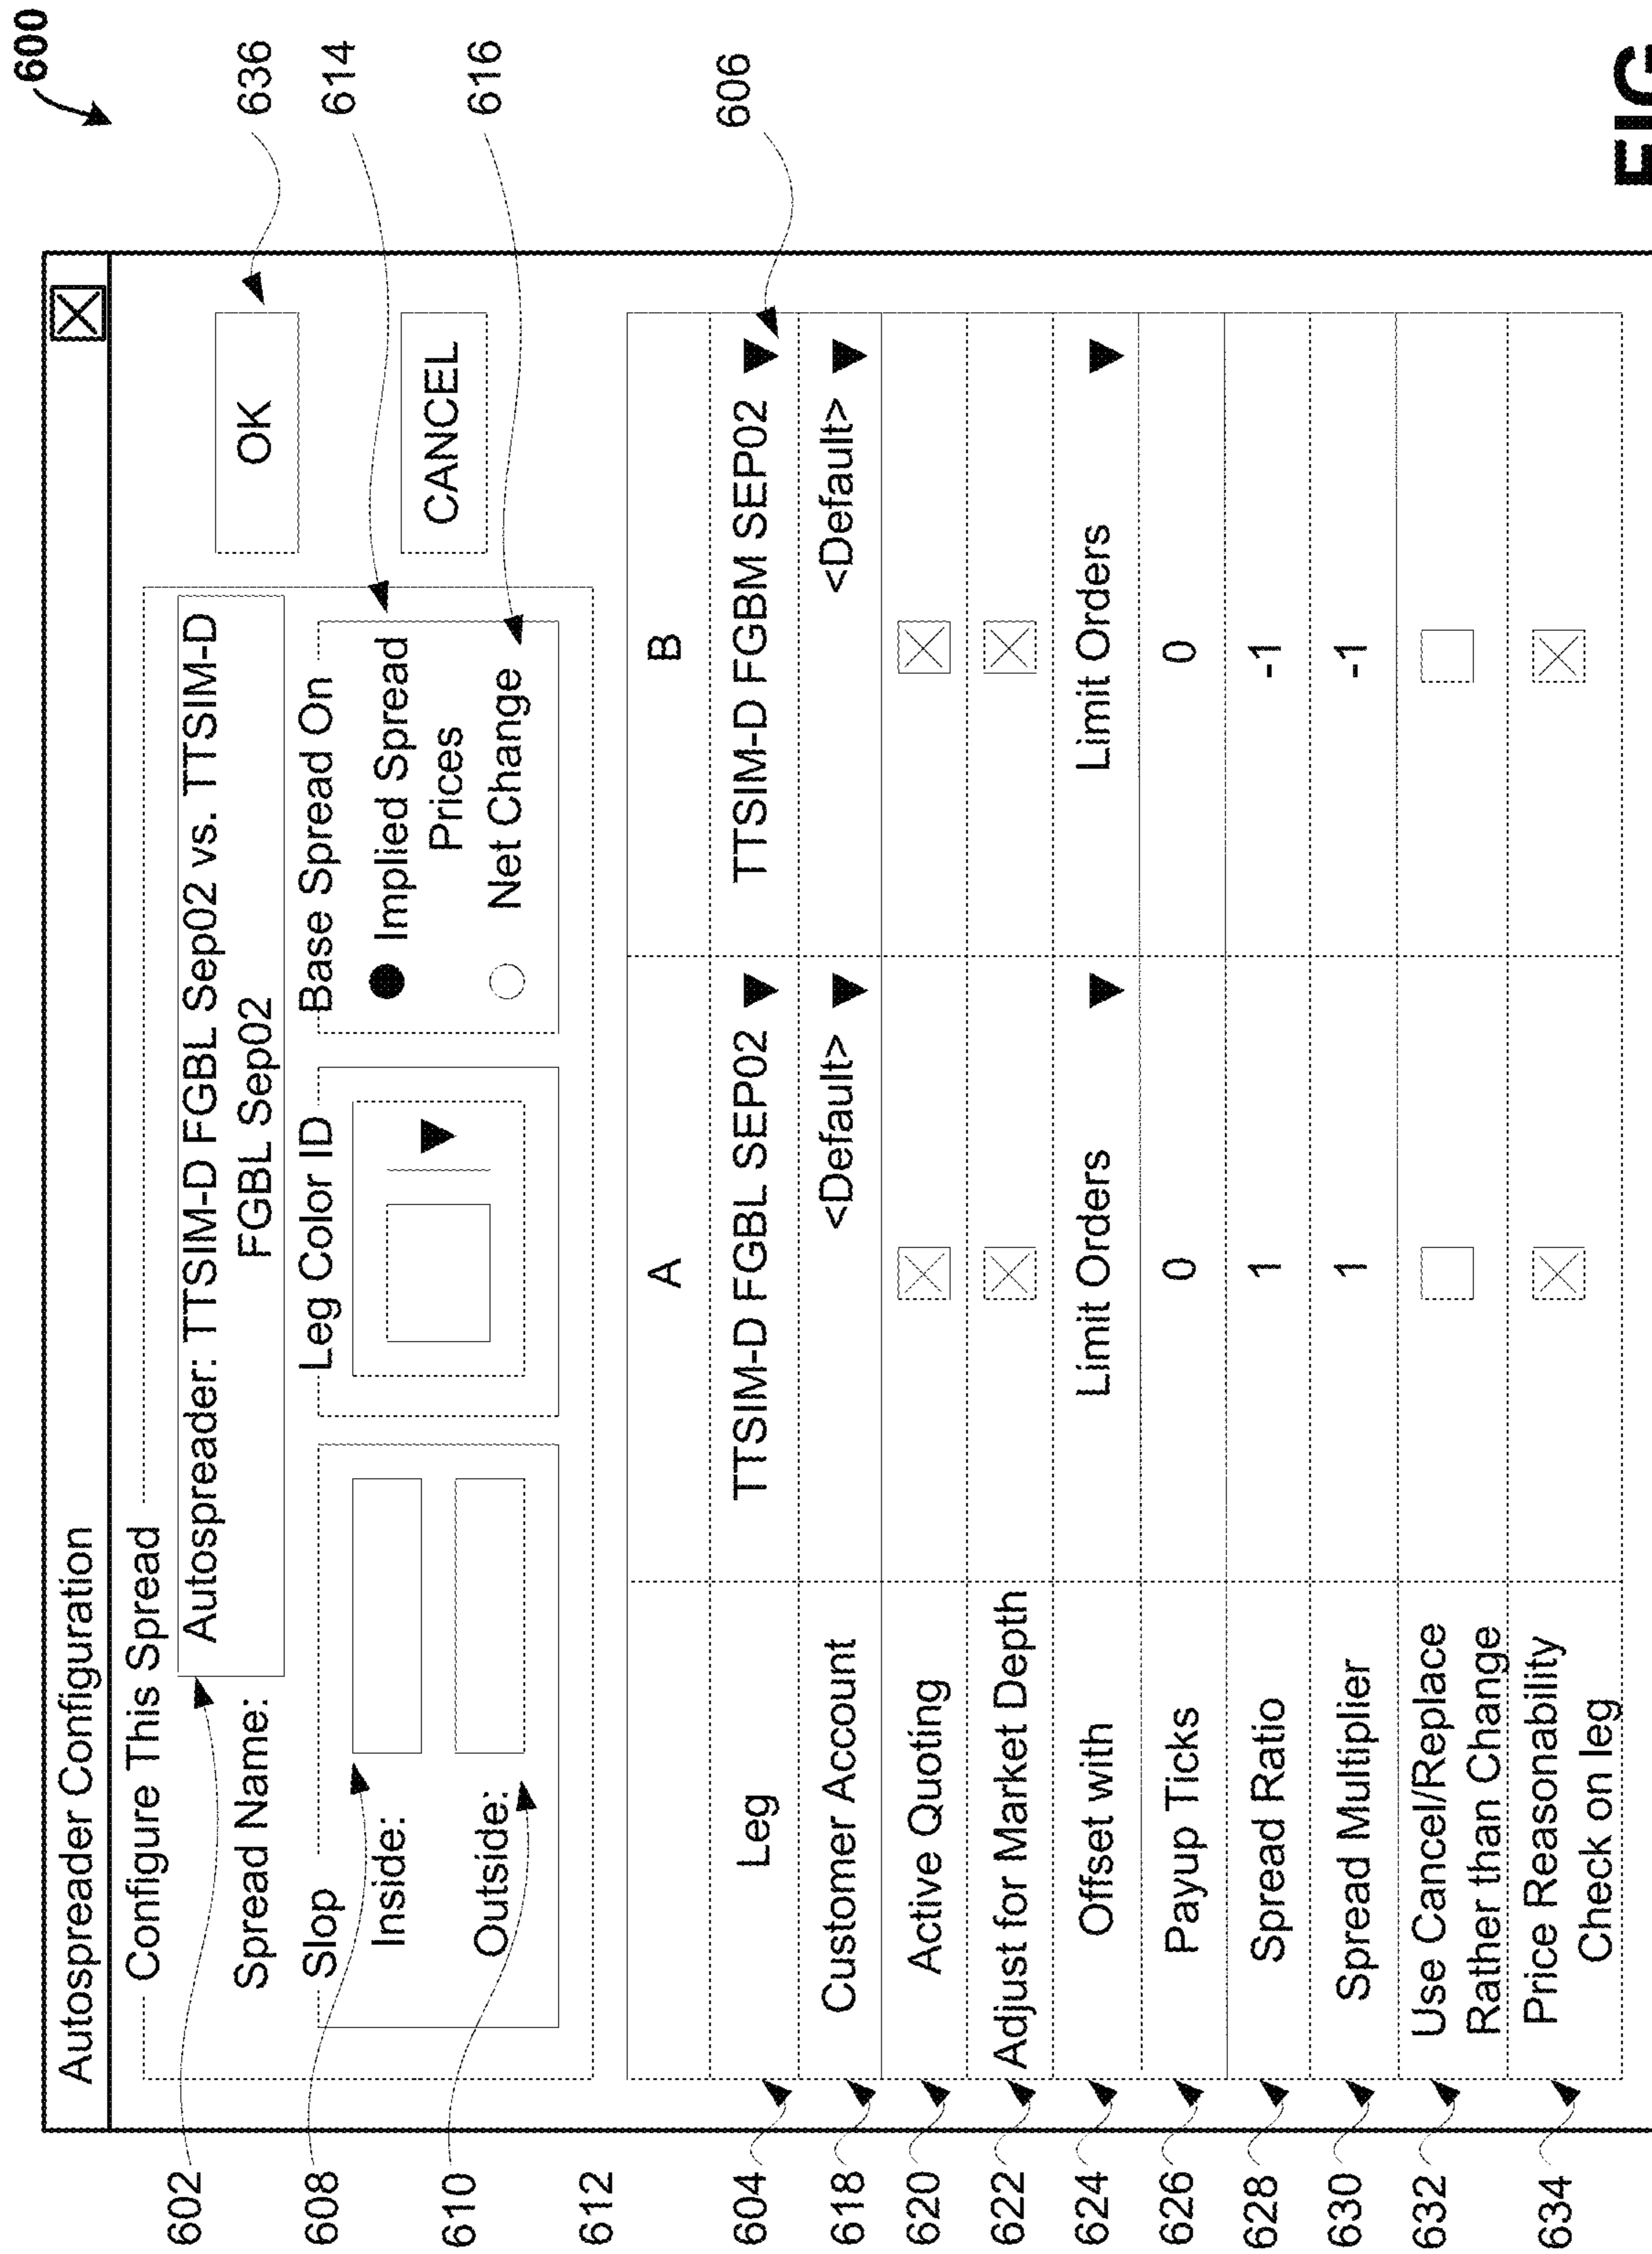 600
Autospreader Configuration
Configure This Spread
636
614
616
606
602
Spread Name:
Autospreader: TTSIM-D FGBL Sep02 vs. TTSIM-D
FGBL Sep02
OK
CANCEL
608
Slop
Inside:
610
Outside:
612
Leg Color ID
Base Spread On
Implied Spread
Prices
Net Change
A B
604 Leg TTSIM-D FGBL SEP02 TTSIM-D FGBM SEP02
618 Customer Account <Default> <Default>
620 Active Quoting
622 Adjust for Market Depth
624 Offset with Limit Orders Limit Orders
626 Payup Ticks 0 0
628 Spread Ratio 1 -1
630 Spread Multiplier 1 -1
632 Use Cancel/Replace
Rather than Change
634 Price Reasonability
Check on leg
FIG